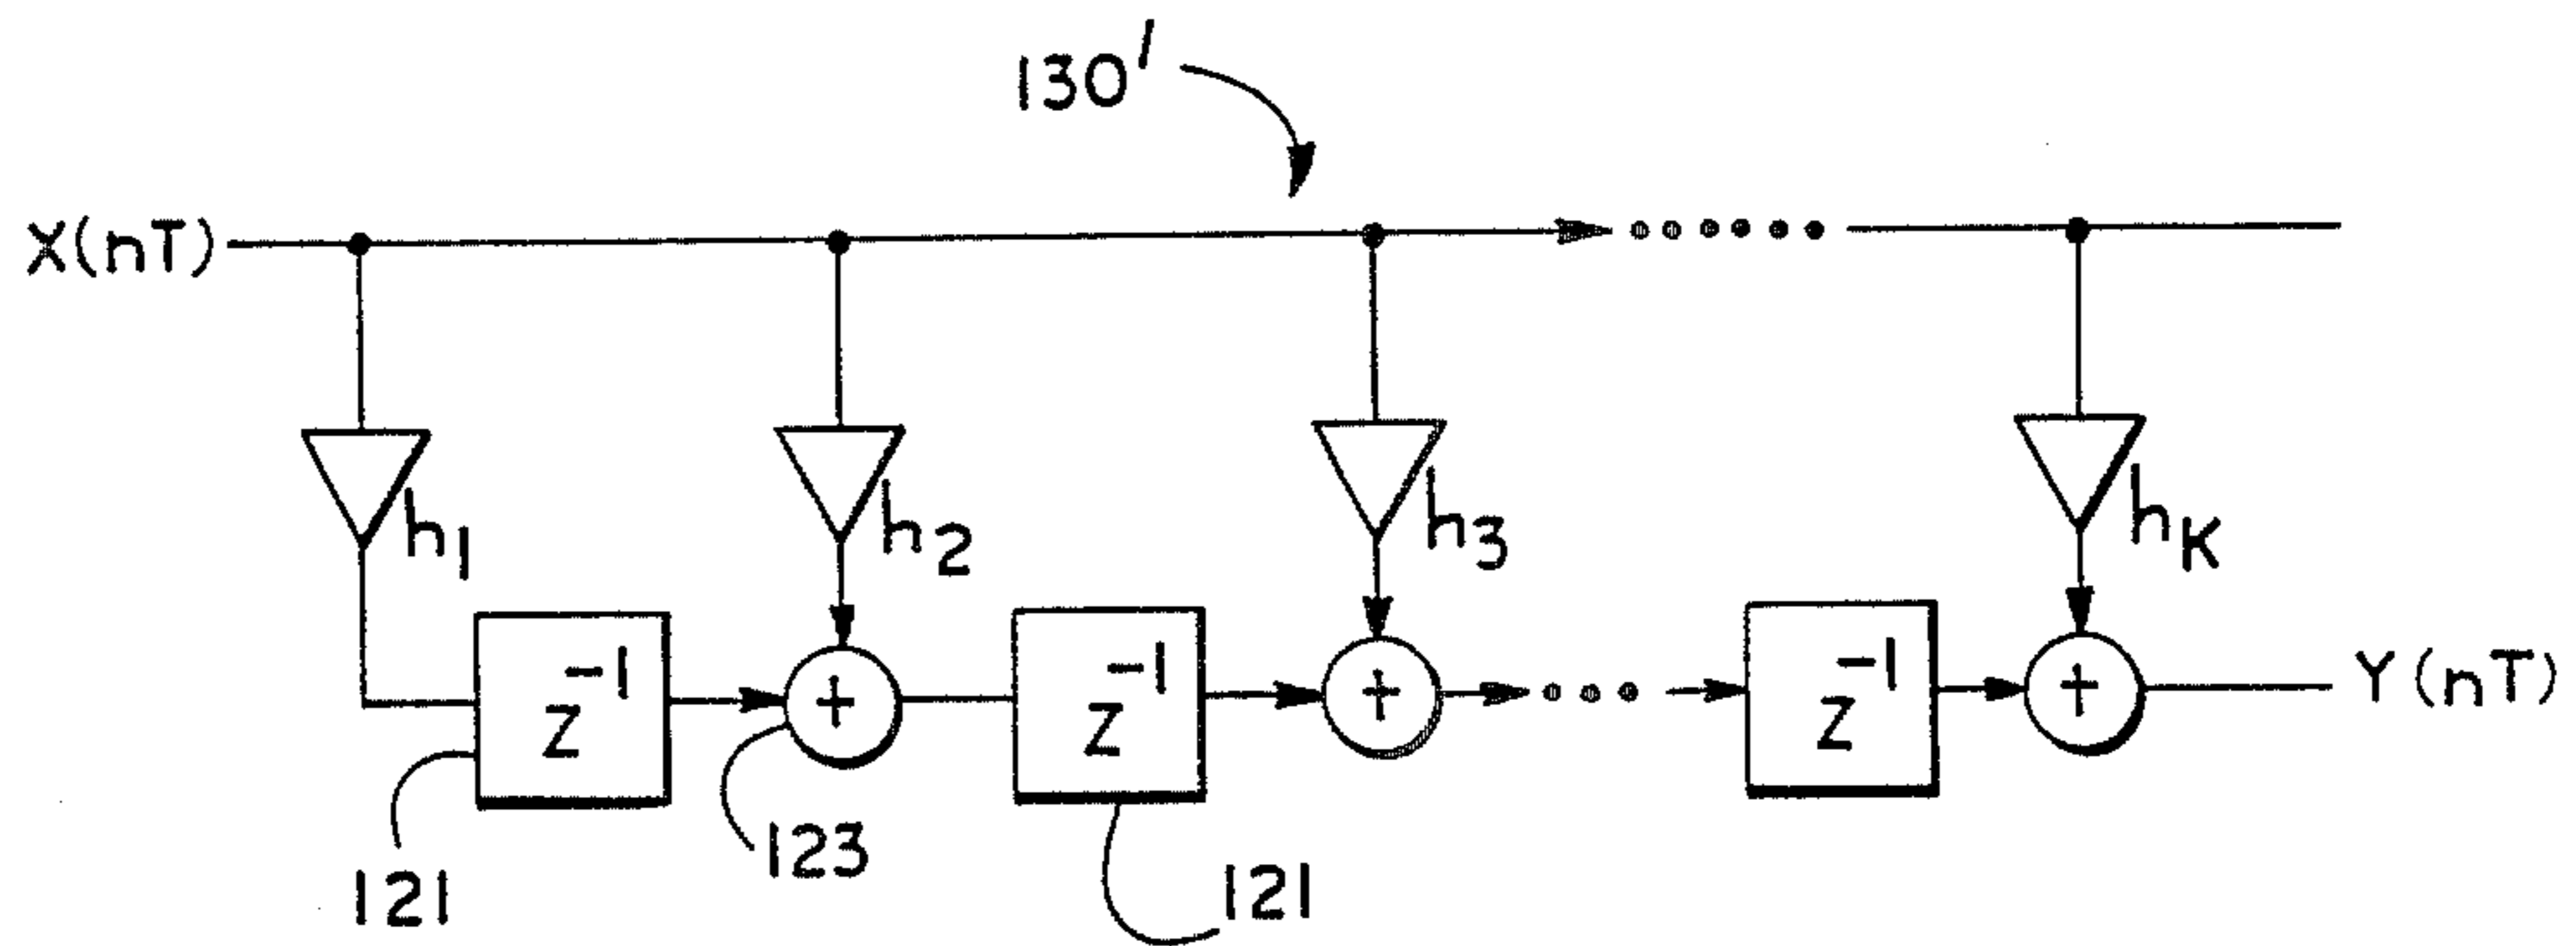 130'
X(nT)
h1
h2
h3
hK
z-1
z-1
z-1
+
+
+
Y(nT)
121
123
121